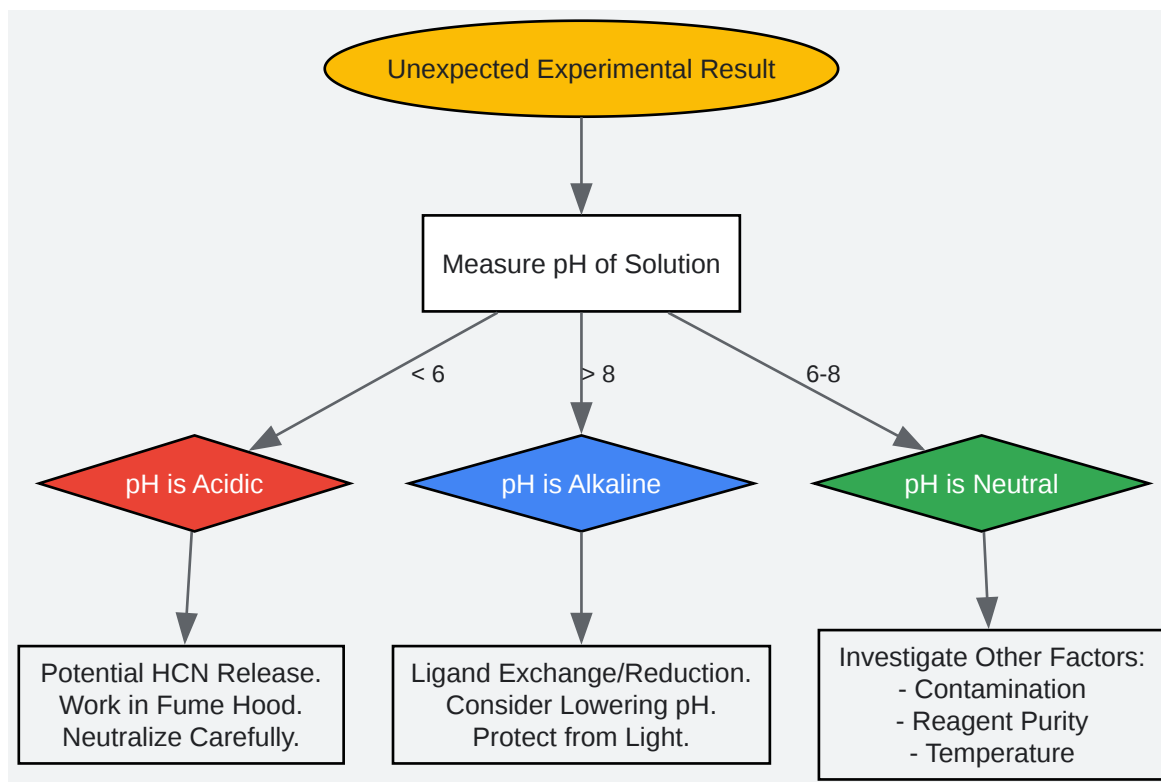 Unexpected Experimental Result
Measure pH of Solution
< 6
> 8
6-8
pH is Acidic
pH is Alkaline
pH is Neutral
Potential HCN Release.
Work in Fume Hood.
Neutralize Carefully.
Ligand Exchange/Reduction.
Consider Lowering pH.
Protect from Light.
Investigate Other Factors:
- Contamination
- Reagent Purity
- Temperature